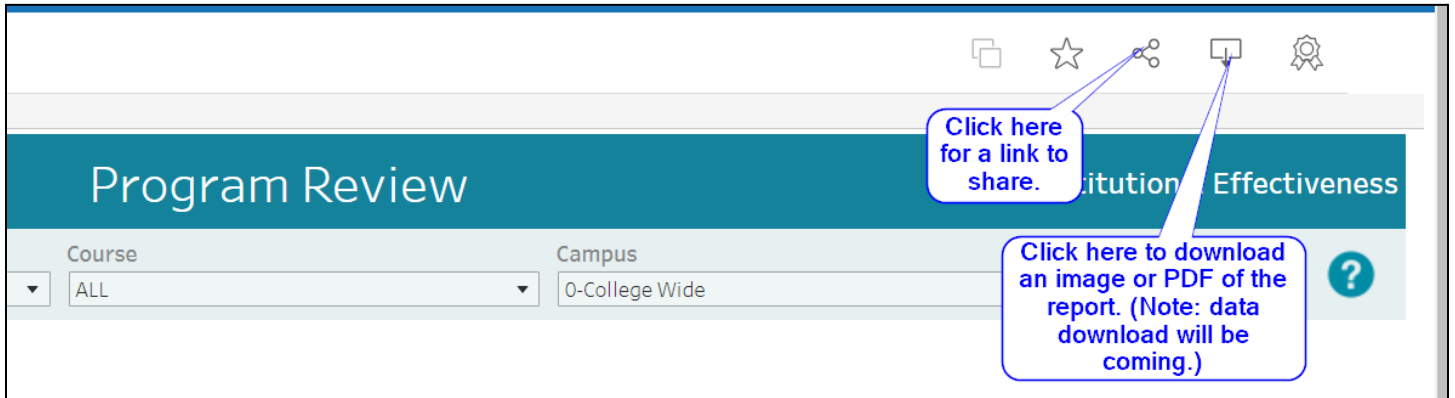 Click here
for a link to
share.
Program Review
titution
Effectiveness
Course
Campus
ALL
0-College Wide
Click here to download
an image or PDF of the
report. (Note: data
download will be
coming.)
?